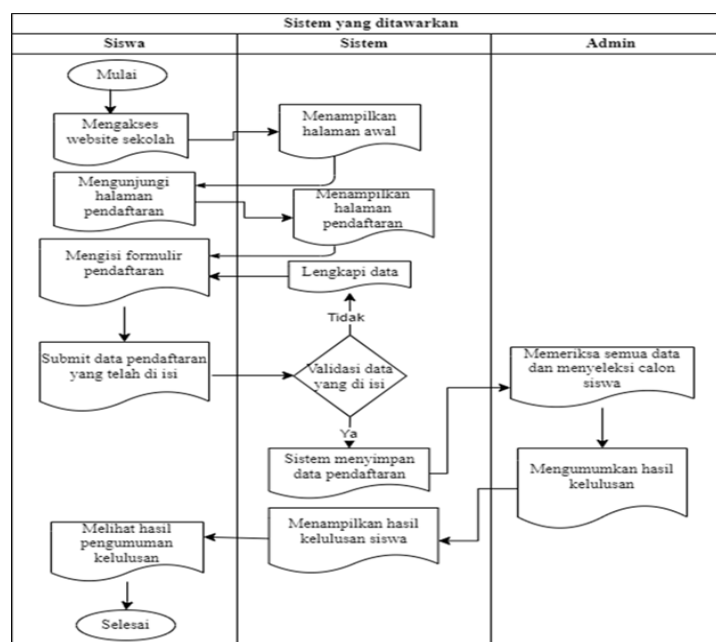 Sistem yang ditawarkan
Siswa
Sistem
Admin
Mulai
Mengakses
website sekolah
Menampilkan
halaman awal
Mengunjungi
halaman
pendaftaran
Menampilkan
halaman
pendaftaran
Mengisi formulir
pendaftaran
Lengkapi data
Tidak
Submit data pendaftaran
yang telah di isi
Validasi data
yang di isi
Memeriksa semua data
dan menyeleksi calon
siswa
Ya
Sistem menyimpan
data pendaftaran
Mengumumkan hasil
kelulusan
Menampilkan hasil
kelulusan siswa
Melihat hasil
pengumuman
kelulusan
Selesai